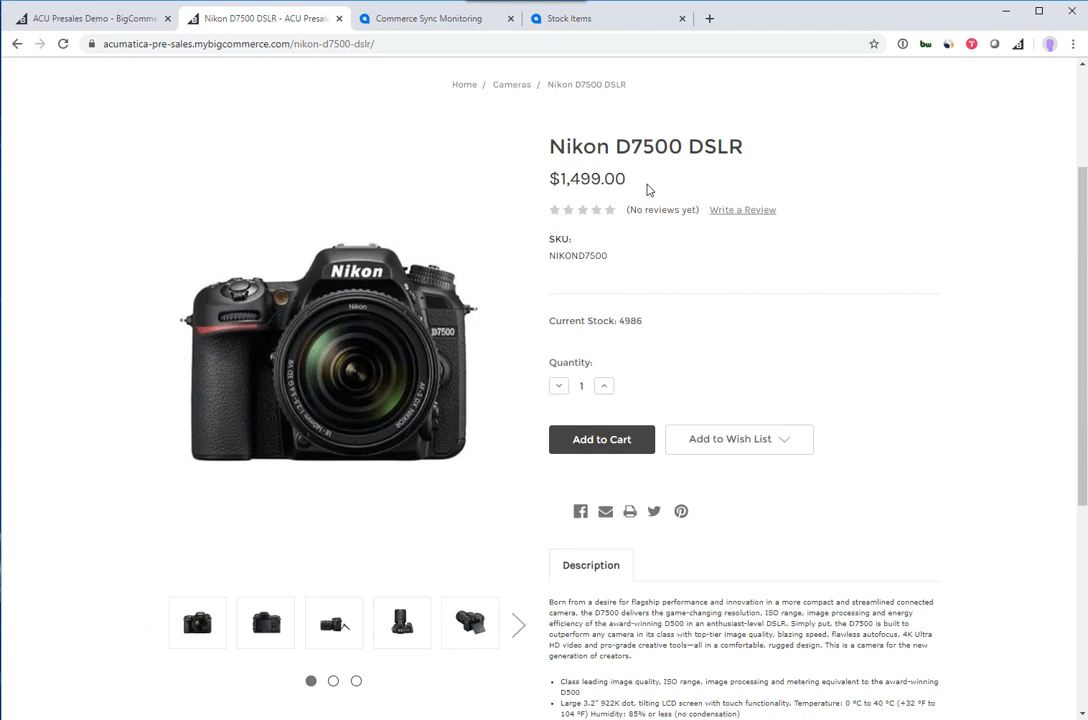 ACU Presales Demo - BigComme
Nikon D7500 DSLR - ACU Presale
Commerce Sync Monitoring
Stock Items
acumatica-pre-sales.mybigcommerce.com/nikon-d7500-dslr/
bw
Home / Cameras / Nikon D7500 DSLR
Nikon D7500 DSLR
$1,499.00
(No reviews yet) Write a Review
SKU:
NIKOND7500
Current Stock: 4986
Quantity:
1
Add to Cart
Add to Wish List
Nikon
Nikon
D7500
Description
Born from a desire for flagship performance and innovation in a more compact and streamlined connected
camera, the D7500 delivers the game-changing resolution, ISO range, image processing and energy
efficiency of the award-winning D500 in an enthusiast-level DSLR. Simply put, the D7500 is built to
outperform any camera in its class with top-tier image quality, blazing speed, flawless autofocus, 4K Ultra
HD video and pro-grade creative tools—all in a comfortable, rugged design. This is a camera for the new
generation of creators.
• Class leading image quality, ISO range, image processing and metering equivalent to the award-winning
D500
• Large 3.2" 922K dot, tilting LCD screen with touch functionality. Temperature: 0 °C to 40 °C (+32 °F to
104 °F) Humidity: 85% or less (no condensation)